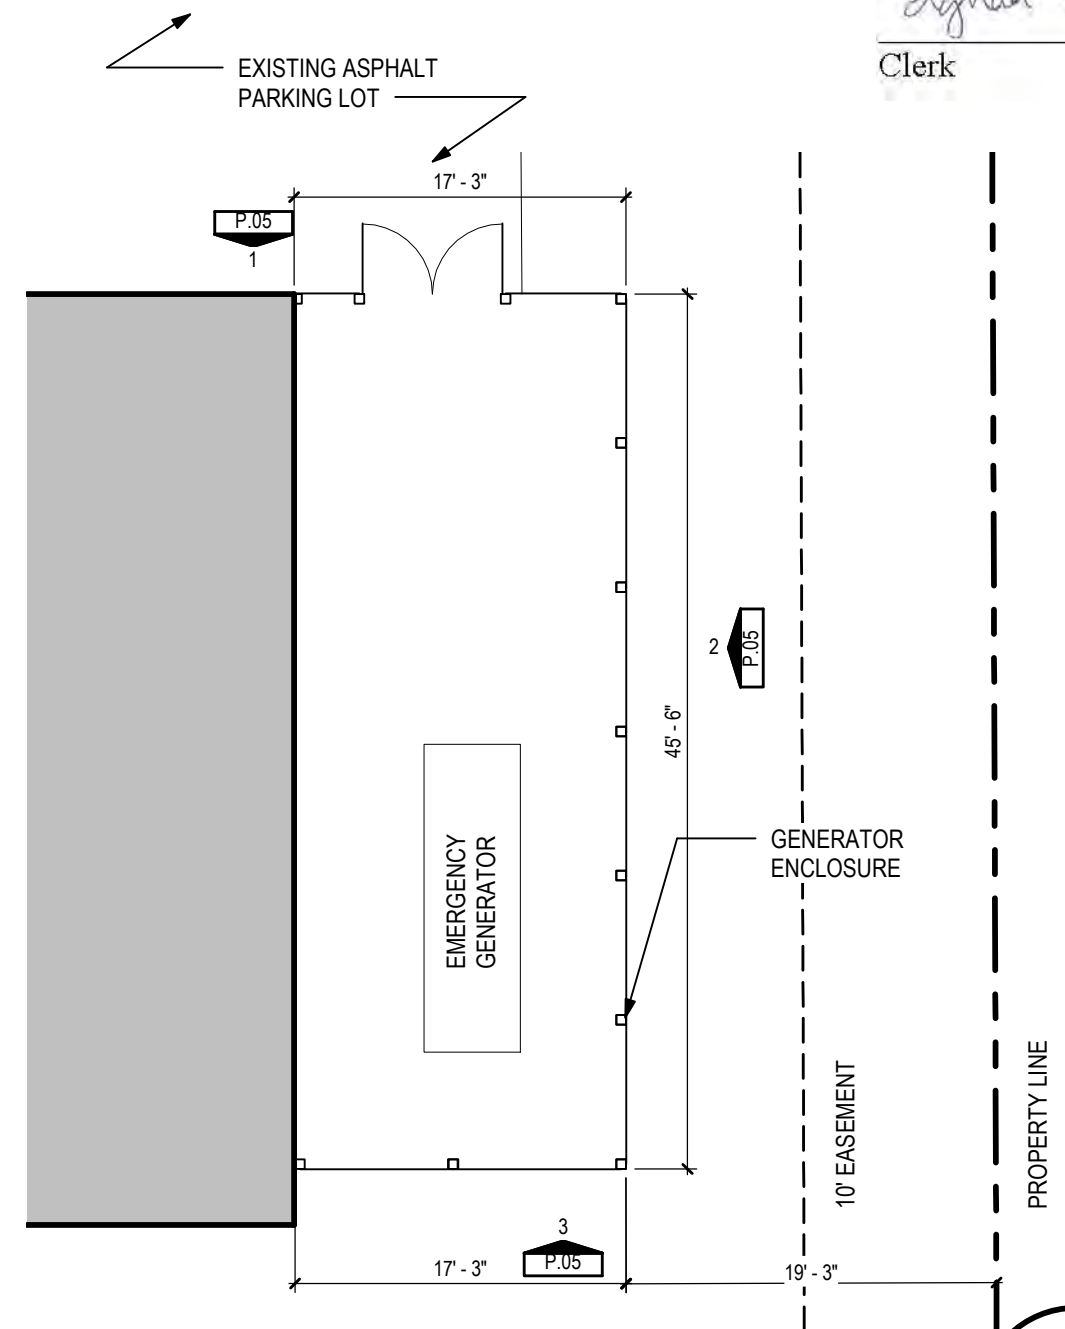 Clerk
EXISTING ASPHALT
PARKING LOT
17' - 3"
P.05
1
2
P.05
45' - 6"
EMERGENCY
GENERATOR
GENERATOR
ENCLOSURE
10' EASEMENT
PROPERTY LINE
3
P.05
17' - 3"
19' - 3"